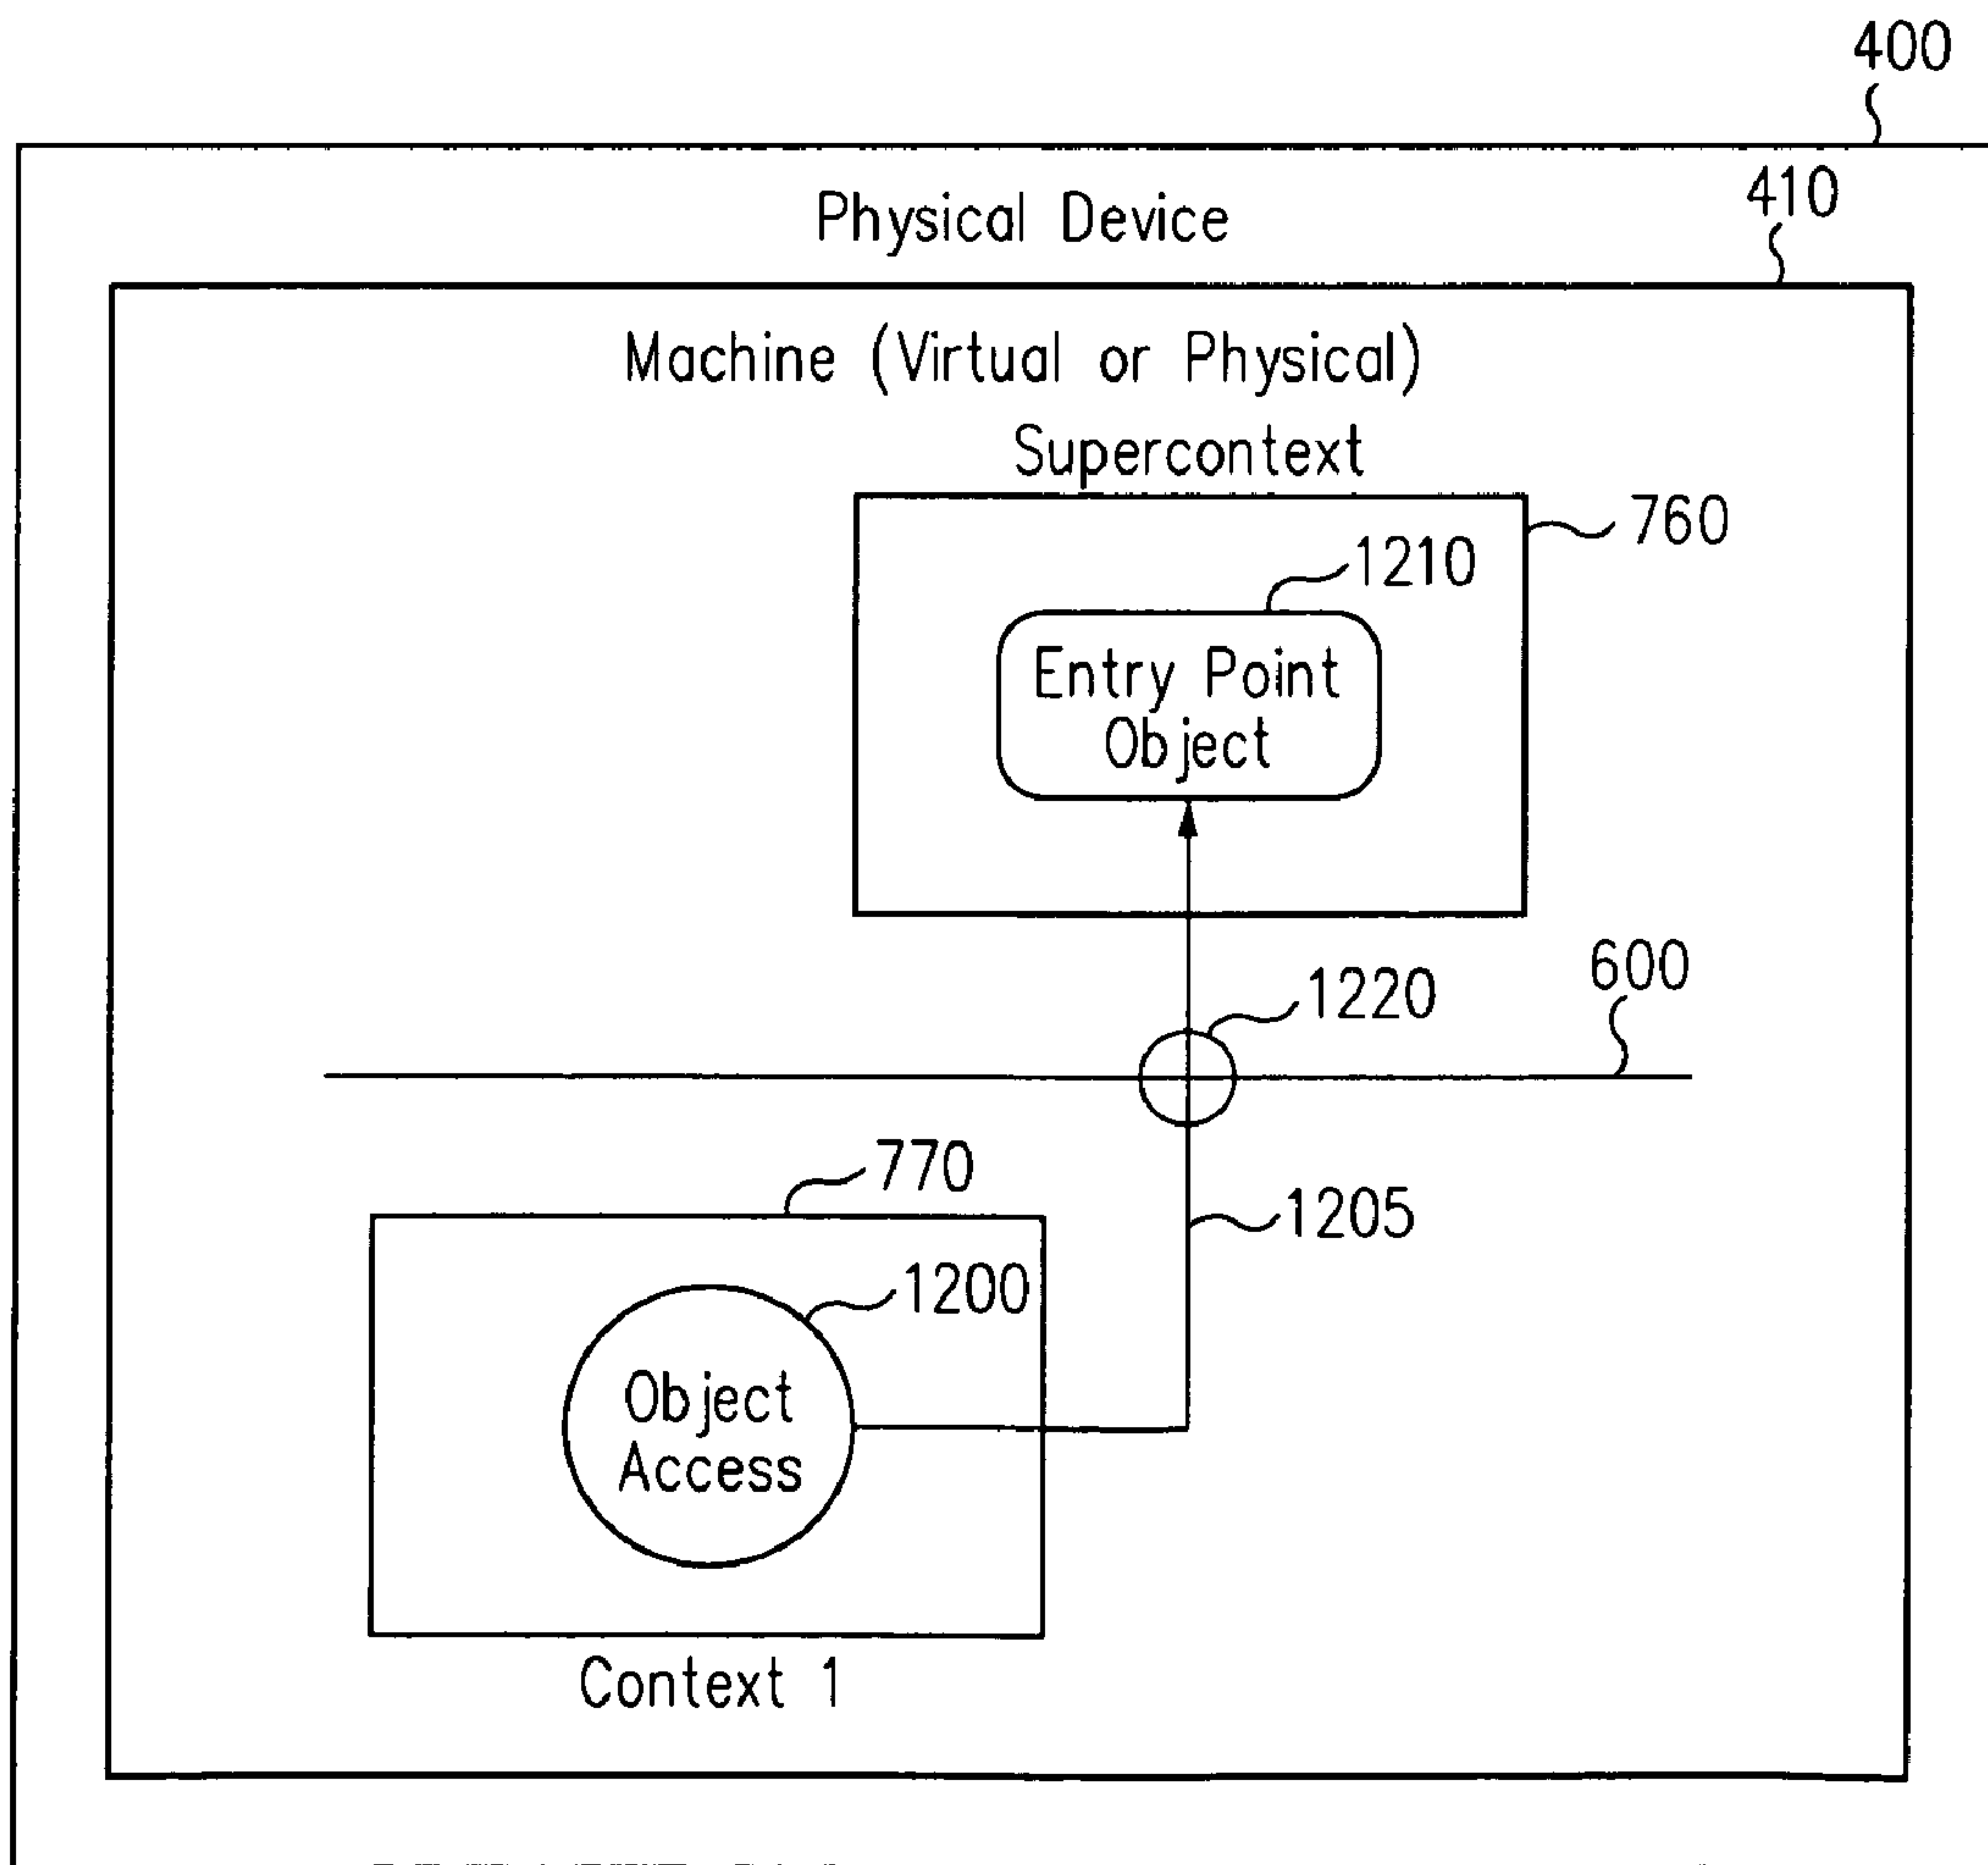 400
410
Physical Device
Machine (Virtual or Physical)
Supercontext
760
1210
Entry Point
Object
600
1220
770
1205
1200
Object
Access
Context 1